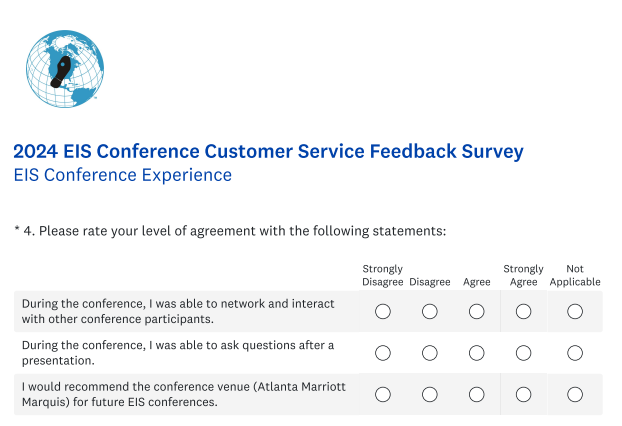 2024 EIS Conference Customer Service Feedback Survey
EIS Conference Experience
* 4. Please rate your level of agreement with the following statements:
Strongly Disagree Disagree Agree Strongly Agree Not Applicable
During the conference, I was able to network and interact
with other conference participants.
During the conference, I was able to ask questions after a
presentation.
I would recommend the conference venue (Atlanta Marriott
Marquis) for future EIS conferences.